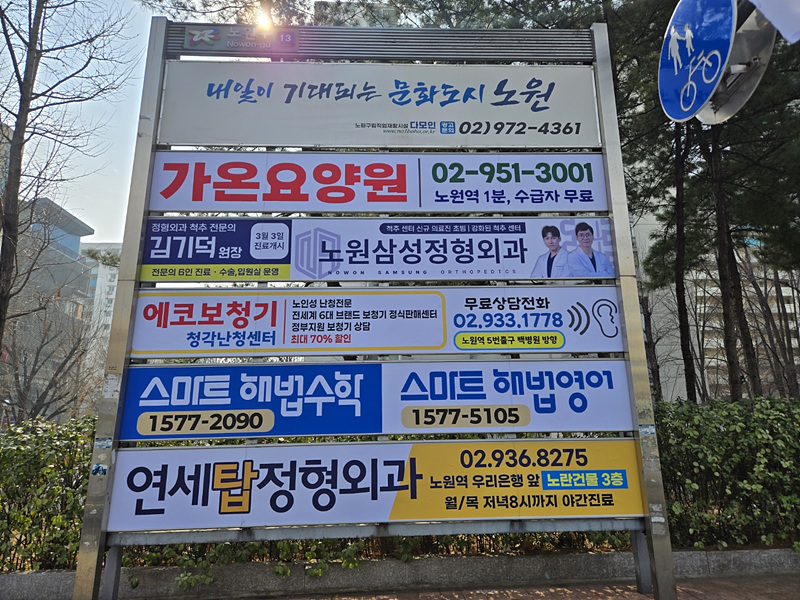 노원구
Nowon-gu
13
내일이 기대되는 문화도시 노원
노원구립직업재활시설 다모인
02)972-4361
가온요양원
02-951-3001
노원역 1분, 수급자 무료
정형외과 척추 전문의
김기덕 원장
3월 3일
진료개시
전문의 6인 진료·수술,입원실 운영
척추 센터 신규 의료진 초빙 | 강화된 척추 센터
노원삼성정형외과
NOWON SAMSUNG ORTHOPEDICS
에코보청기
청각난청센터
노인성 난청전문
전세계 6대 브랜드 보청기 정식판매센터
정부지원 보청기 상담
최대 70% 할인
무료상담전화
02.933.1778
노원역 5번출구 백병원 방향
스마트 해법수학
1577-2090
스마트 해법영어
1577-5105
연세탑정형외과
02.936.8275
노원역 우리은행 앞 노란건물 3층
월/목 저녁8시까지 야간진료